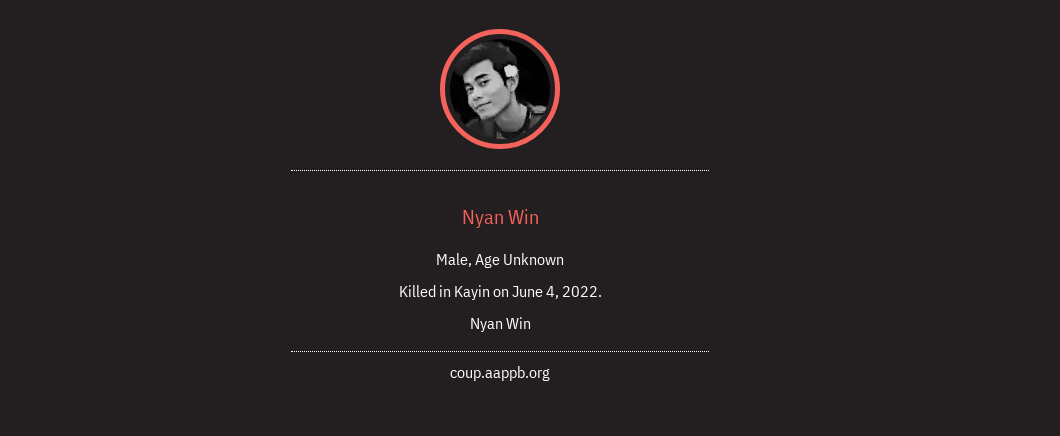 Nyan Win
Male, Age Unknown
Killed in Kayin on June 4, 2022.
Nyan Win
coup.aappb.org